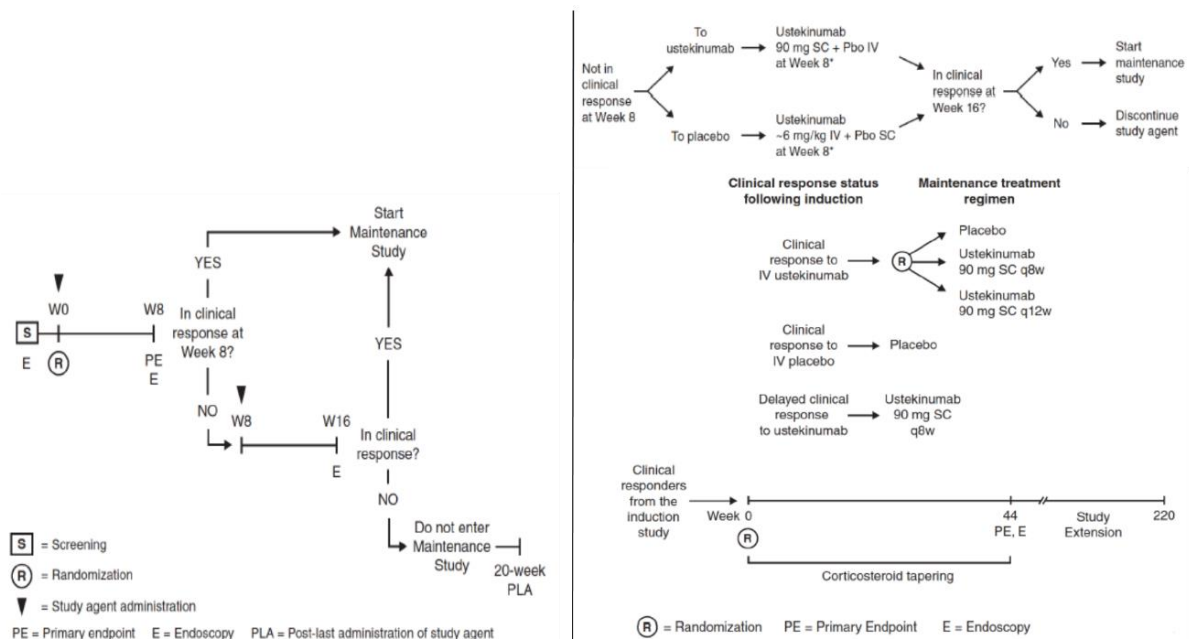 Start
Maintenance
Study
YES
W0
W8
In clinical
response at
Week 8?
S
E
R
PE
E
YES
NO
W8
W16
In clinical
response?
E
NO
Do not enter
Maintenance
Study
20-week
PLA
S = Screening
R = Randomization
= Study agent administration
PE = Primary endpoint E = Endoscopy PLA = Post-last administration of study agent
Not in
clinical
response
at Week 8
To
ustekinumab
Ustekinumab
90 mg SC + Pbo IV
at Week 8*
To placebo
Ustekinumab
~6 mg/kg IV + Pbo SC
at Week 8*
In clinical
response at
Week 16?
Yes
Start
maintenance
study
No
Discontinue
study agent
Clinical response status
following induction
Maintenance treatment
regimen
Clinical
response to
IV ustekinumab
R
Placebo
Ustekinumab
90 mg SC q8w
Ustekinumab
90 mg SC q12w
Clinical
response to
IV placebo
Placebo
Delayed clinical
response
to ustekinumab
Ustekinumab
90 mg SC
q8w
Clinical
responders
from the
induction
study
Week 0
R
44
PE, E
Study
Extension
220
Corticosteroid tapering
R = Randomization PE = Primary Endpoint E = Endoscopy